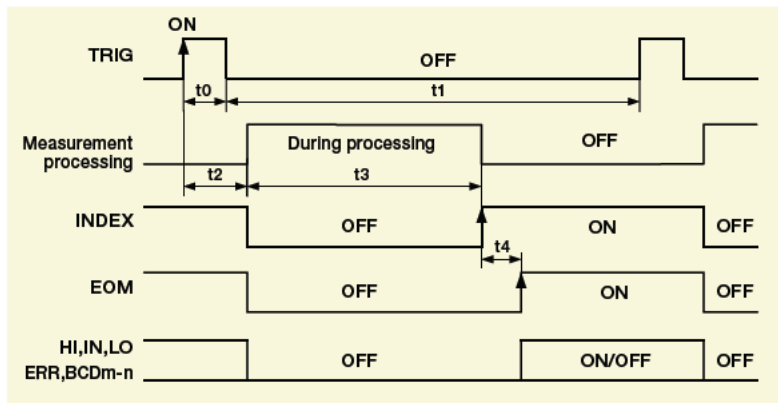 ON
TRIG
OFF
t0
t1
Measurement
processing
During processing
OFF
t2
t3
INDEX
OFF
ON
OFF
t4
EOM
OFF
ON
OFF
HI,IN,LO
ERR,BCDm-n
OFF
ON/OFF
OFF